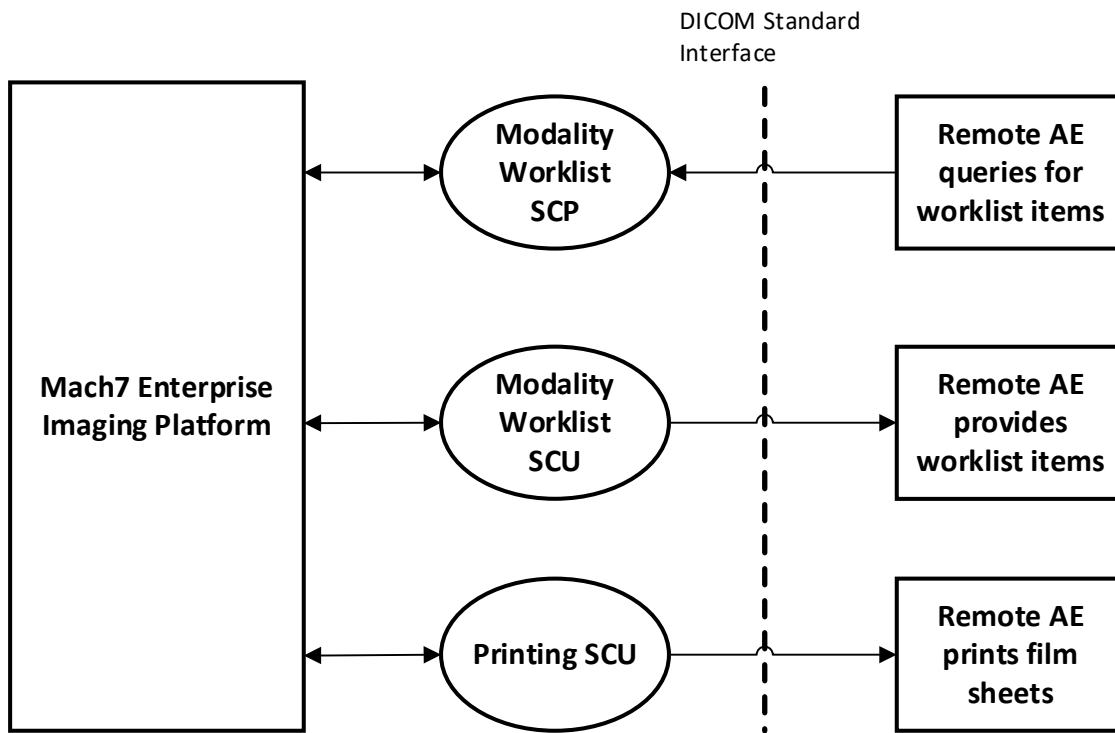 DICOM Standard
Interface
Modality
Worklist
SCP
Remote AE
queries for
worklist items
Mach7 Enterprise
Imaging Platform
Modality
Worklist
SCU
Remote AE
provides
worklist items
Printing SCU
Remote AE
prints film
sheets